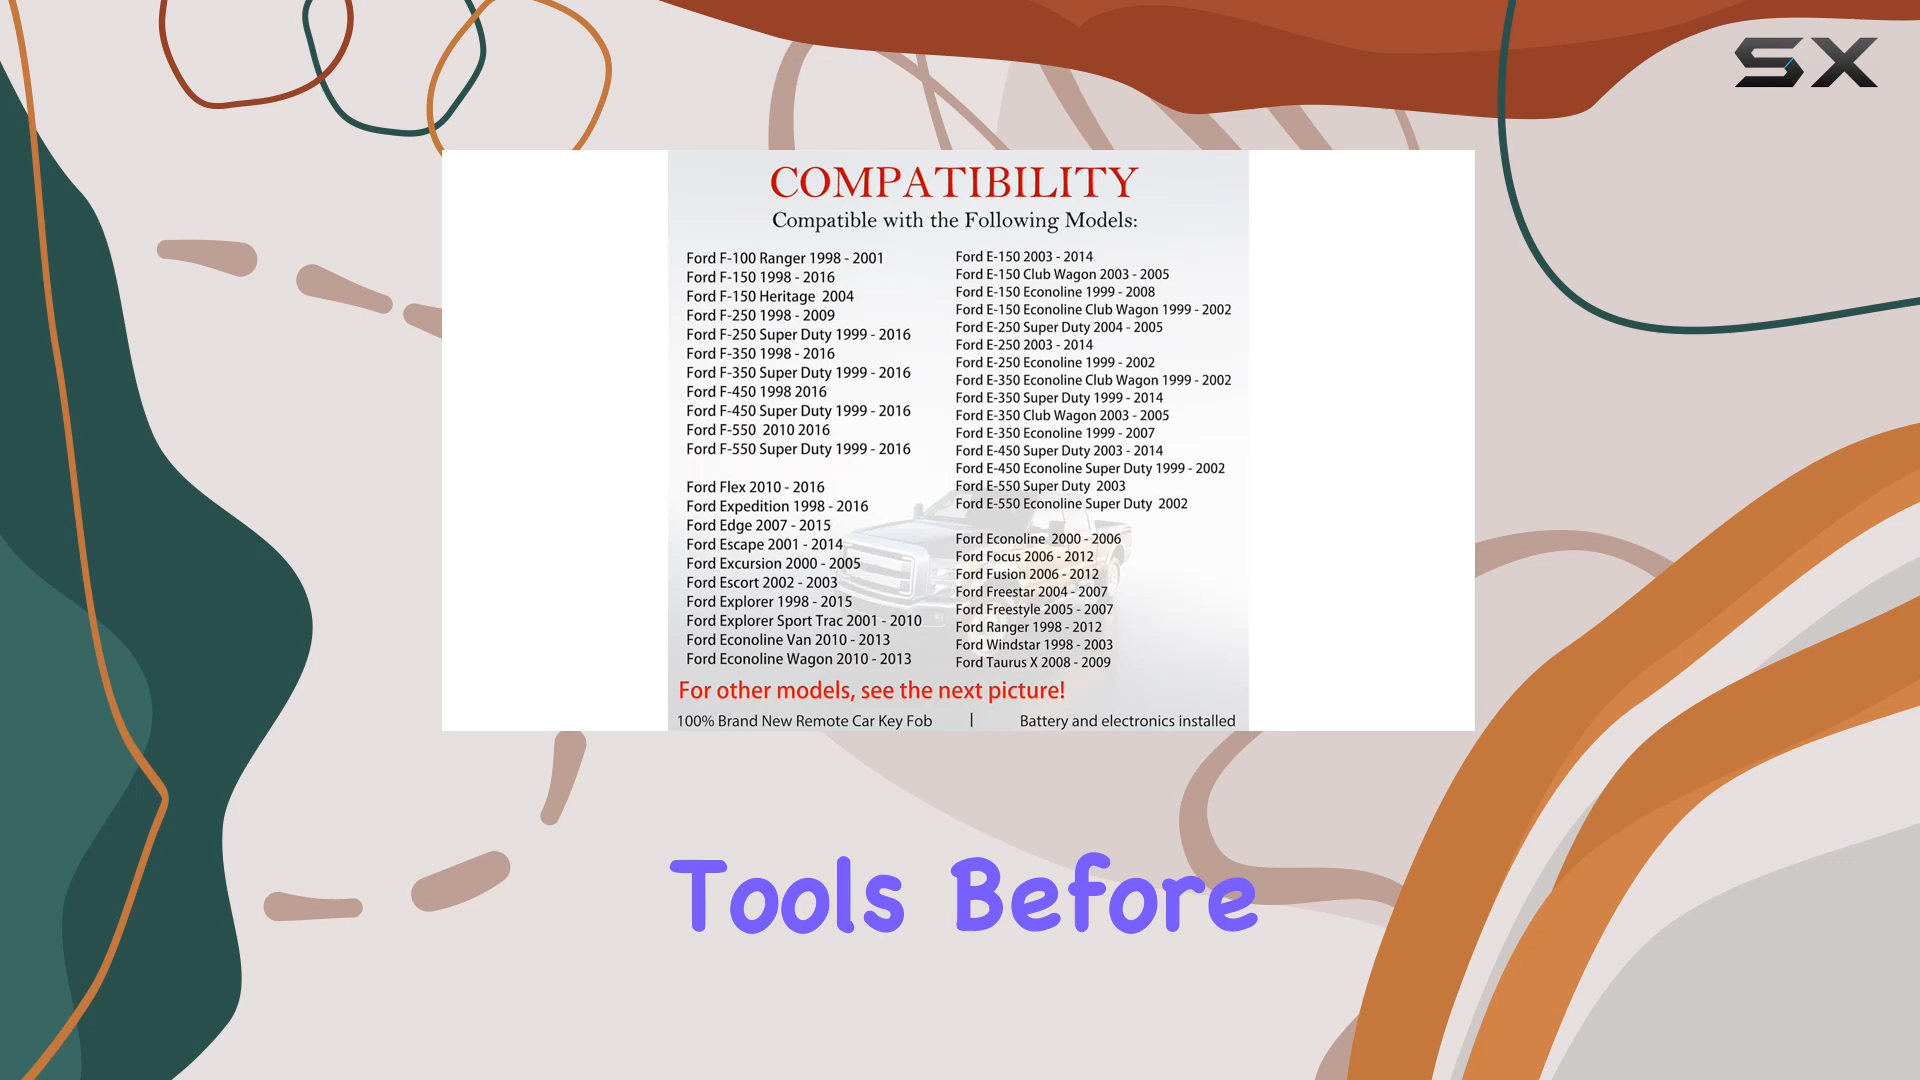 SX
COMPATIBILITY
Compatible with the Following Models:
Ford F-100 Ranger 1998 - 2001
Ford F-150 1998 - 2016
Ford F-150 Heritage 2004
Ford F-250 1998 - 2009
Ford F-250 Super Duty 1999 - 2016
Ford F-350 1998 - 2016
Ford F-350 Super Duty 1999 - 2016
Ford F-450 1998 2016
Ford F-450 Super Duty 1999 - 2016
Ford F-550 2010 2016
Ford F-550 Super Duty 1999 - 2016
Ford Flex 2010 - 2016
Ford Expedition 1998 - 2016
Ford Edge 2007 - 2015
Ford Escape 2001 - 2014
Ford Excursion 2000 - 2005
Ford Escort 2002 - 2003
Ford Explorer 1998 - 2015
Ford Explorer Sport Trac 2001 - 2010
Ford Econoline Van 2010 - 2013
Ford Econoline Wagon 2010 - 2013
Ford E-150 2003 - 2014
Ford E-150 Club Wagon 2003 - 2005
Ford E-150 Econoline 1999 - 2008
Ford E-150 Econoline Club Wagon 1999 - 2002
Ford E-250 Super Duty 2004 - 2005
Ford E-250 2003 - 2014
Ford E-250 Econoline 1999 - 2002
Ford E-350 Econoline Club Wagon 1999 - 2002
Ford E-350 Super Duty 1999 - 2014
Ford E-350 Club Wagon 2003 - 2005
Ford E-350 Econoline 1999 - 2007
Ford E-450 Super Duty 2003 - 2014
Ford E-450 Econoline Super Duty 1999 - 2002
Ford E-550 Super Duty 2003
Ford E-550 Econoline Super Duty 2002
Ford Econoline 2000 - 2006
Ford Focus 2006 - 2012
Ford Fusion 2006 - 2012
Ford Freestar 2004 - 2007
Ford Freestyle 2005 - 2007
Ford Ranger 1998 - 2012
Ford Windstar 1998 - 2003
Ford Taurus X 2008 - 2009
For other models, see the next picture!
100% Brand New Remote Car Key Fob | Battery and electronics installed
Tools Before